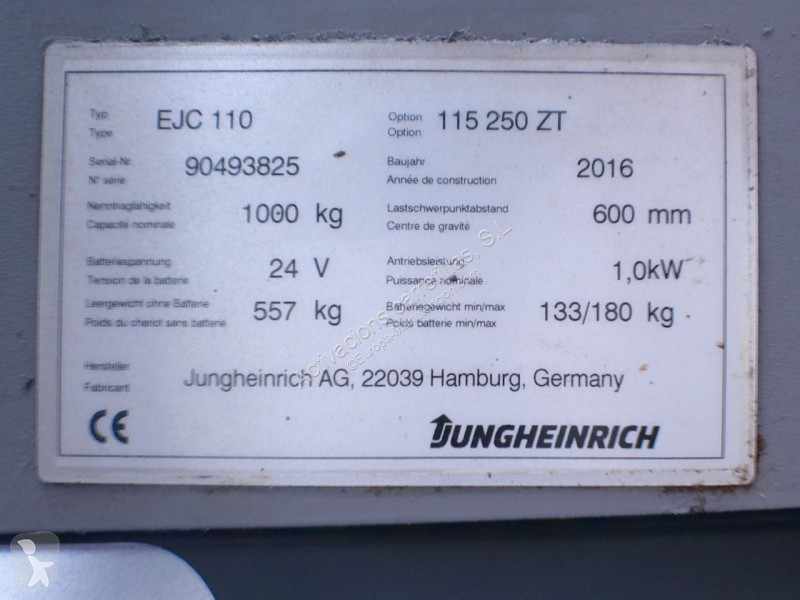 Typ EJC 110 Option 115 250 ZT
Type Option
Serial-Nr. 90493825 Baujahr 2016
N° série Année de construction
Nenntragfähigkeit 1000 kg Lastschwerpunktabstand 600 mm
Capacité nominale Centre de gravité
Batteriespannung 24 V Antriebsleistung 1,0kW
Tension de la batterie Puissance nominale
Leergewicht ohne Batterie 557 kg Batteriegewicht min/max 133/180 kg
Poids du chariot sans batterie Poids batterie min/max
Hersteller Jungheinrich AG, 22039 Hamburg, Germany
Fabricant
CE JUNGHEINRICH